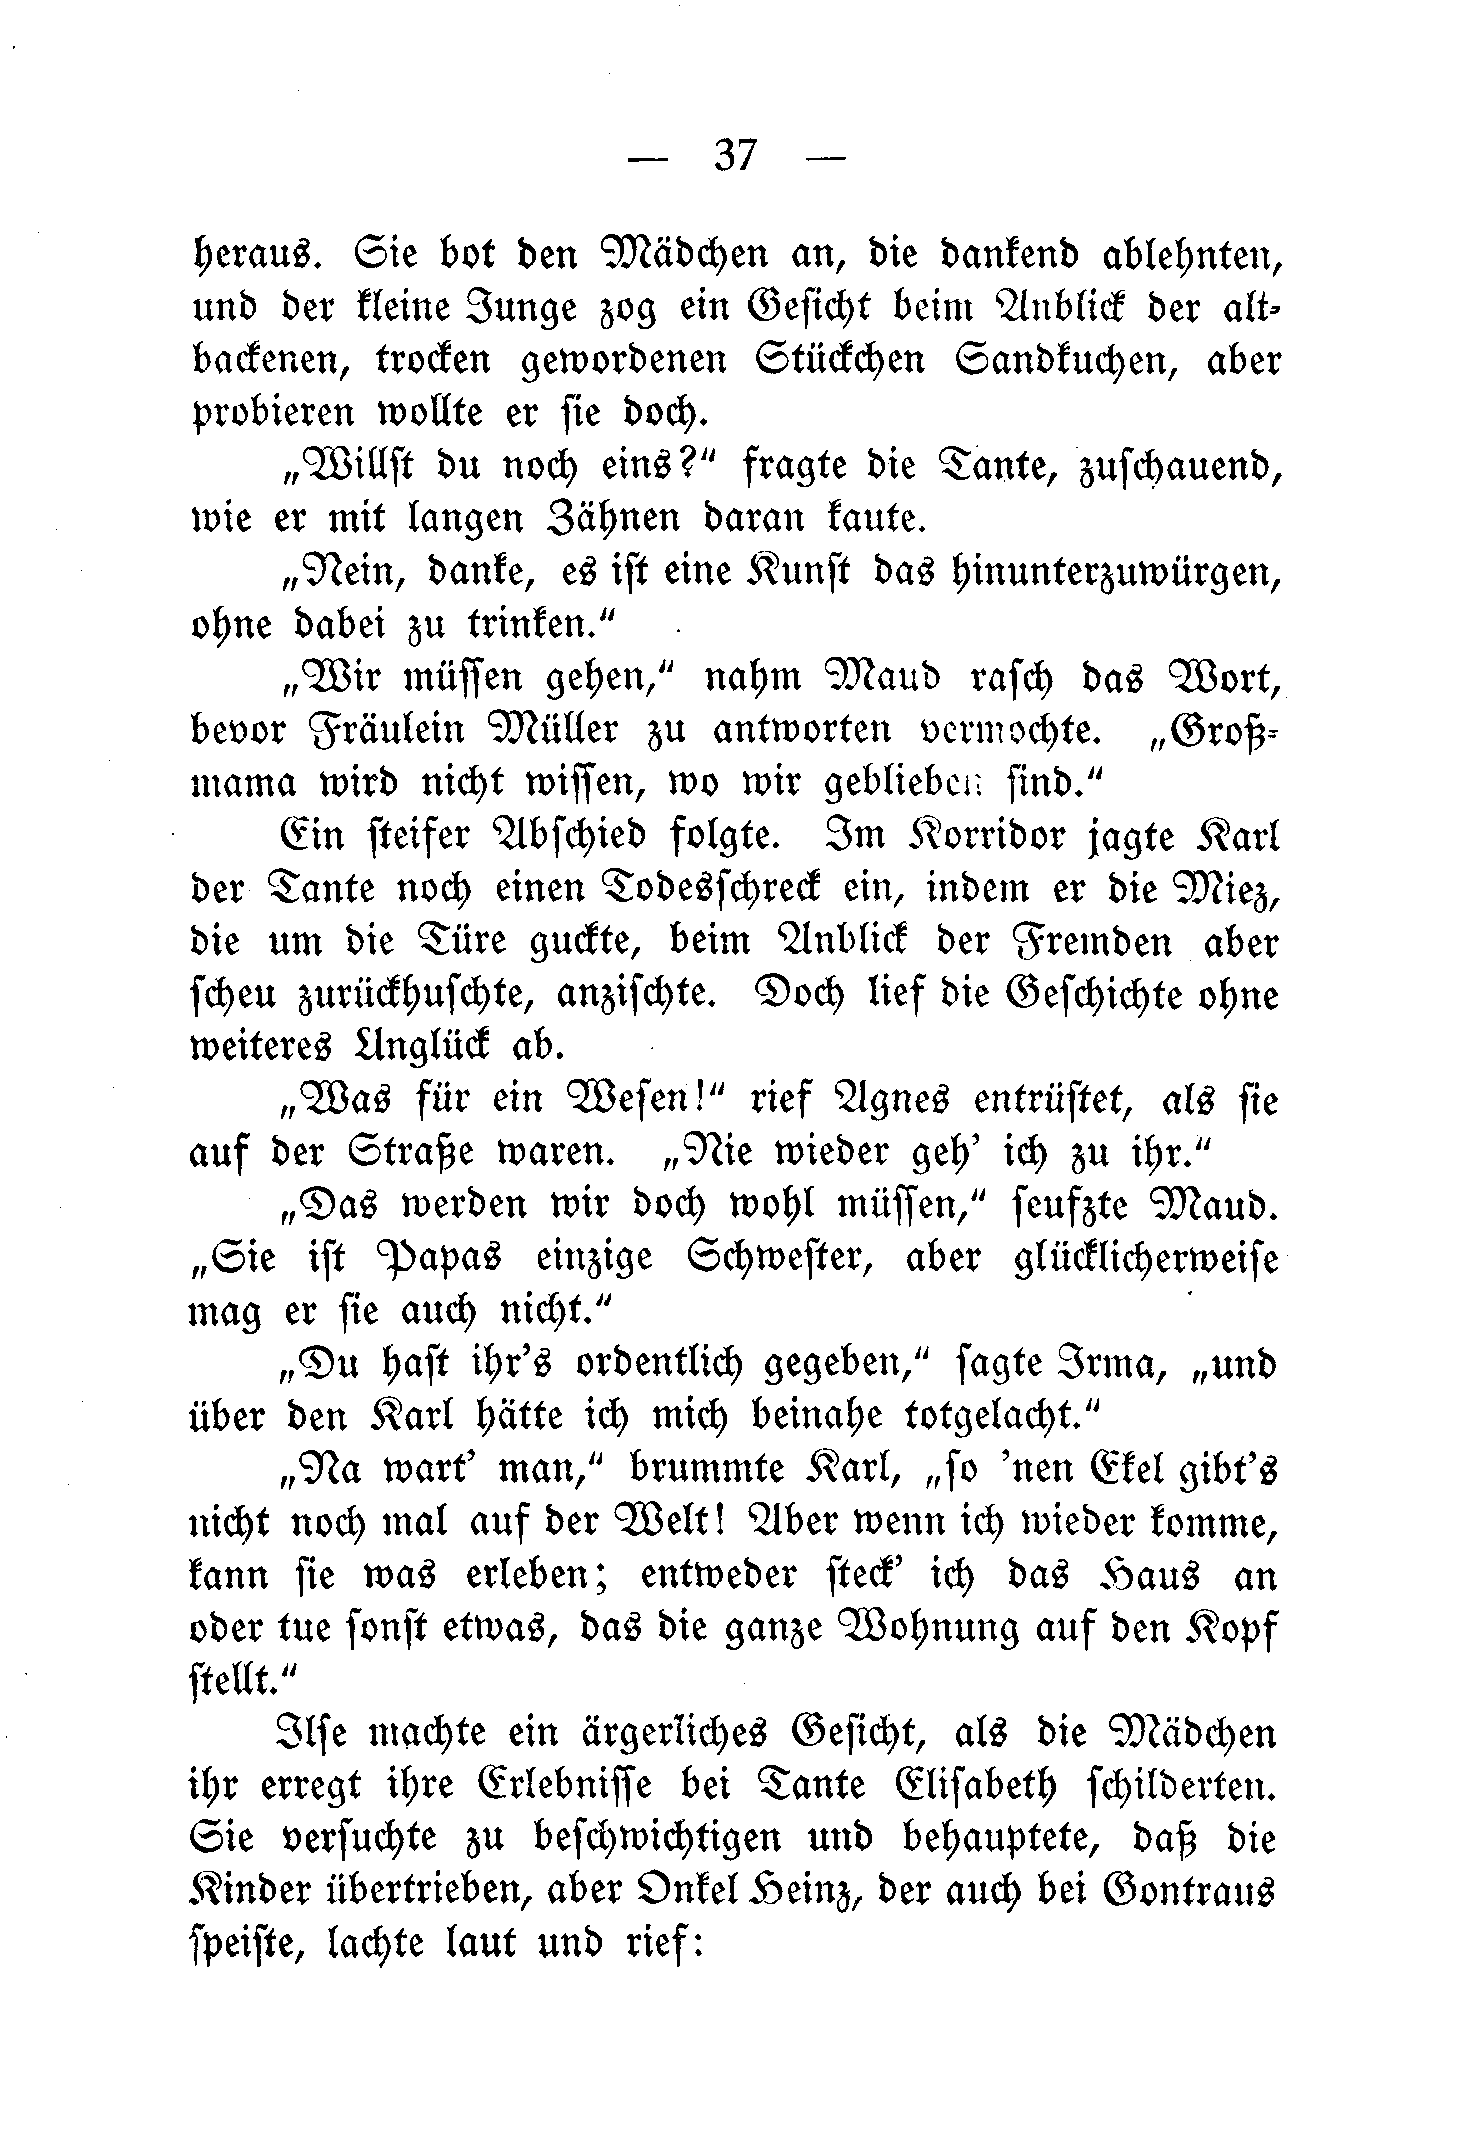 — 37 —
heraus. Sie bot den Mädchen an, die dankend ablehnten,
und der kleine Junge zog ein Gesicht beim Anblick der alt-
backenen, trocken gewordenen Stückchen Sandkuchen, aber
probieren wollte er sie doch.
„Willst du noch eins?“ fragte die Tante, zuschauend,
wie er mit langen Zähnen daran kaute.
„Nein, danke, es ist eine Kunst das hinunterzuwürgen,
ohne dabei zu trinken.“
„Wir müssen gehen,“ nahm Maud rasch das Wort,
bevor Fräulein Müller zu antworten vermochte. „Groß-
mama wird nicht wissen, wo wir geblieben sind.“
Ein steifer Abschied folgte. Im Korridor jagte Karl
der Tante noch einen Todesschreck ein, indem er die Miez,
die um die Türe guckte, beim Anblick der Fremden aber
scheu zurückhuschte, anzischte. Doch lief die Geschichte ohne
weiteres Unglück ab.
„Was für ein Wesen!“ rief Agnes entrüstet, als sie
auf der Straße waren. „Nie wieder geh’ ich zu ihr.“
„Das werden wir doch wohl müssen,“ seufzte Maud.
„Sie ist Papas einzige Schwester, aber glücklicherweise
mag er sie auch nicht.“
„Du hast ihr’s ordentlich gegeben,“ sagte Irma, „und
über den Karl hätte ich mich beinahe totgelacht.“
„Na wart’ man,“ brummte Karl, „so ’nen Ekel gibt’s
nicht noch mal auf der Welt! Aber wenn ich wieder komme,
kann sie was erleben; entweder steck’ ich das Haus an
oder tue sonst etwas, das die ganze Wohnung auf den Kopf
stellt.“
Ilse machte ein ärgerliches Gesicht, als die Mädchen
ihr erregt ihre Erlebnisse bei Tante Elisabeth schilderten.
Sie versuchte zu beschwichtigen und behauptete, daß die
Kinder übertrieben, aber Onkel Heinz, der auch bei Gontraus
speiste, lachte laut und rief: